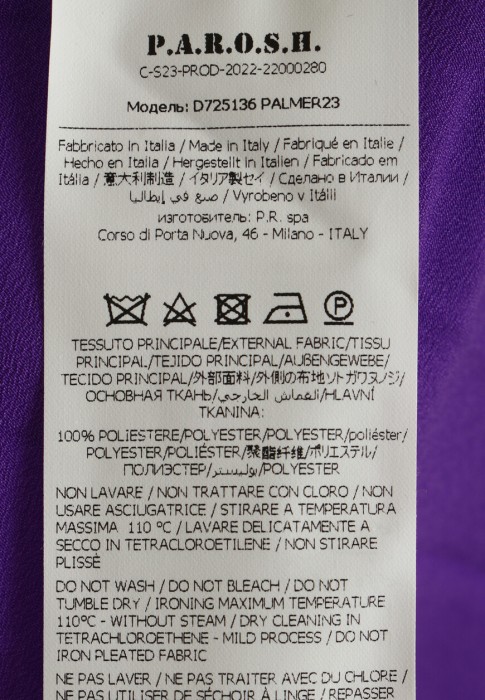 P.A.R.O.S.H.
C-S23-PROD-2022-22000280
Модель: D725136 PALMER23
Fabbricato in Italia / Made in Italy / Fabriqué en Italie /
Hecho en Italia / Hergestellt in Italien / Fabricado em
Itália / 意大利制造 / イタリア製セイ / Сделано в Италии /
صنع في إيطاليا / Vyrobeno v Itálii
изготовитель: P.R. spa
Corso di Porta Nuova, 46 - Milano - ITALY
P
TESSUTO PRINCIPALE/EXTERNAL FABRIC/TISSU
PRINCIPAL/TEJIDO PRINCIPAL/AUßENGEWEBE/
TECIDO PRINCIPAL/外部面料/外側の布地ソトガワヌノジ/
ОСНОВНАЯ ТКАНЬ/القماش الخارجي/HLAVNÍ
TKANINA:
100% POLIESTERE/POLYESTER/POLYESTER/poliéster/
POLYESTER/POLIÉSTER/聚酯纤维/ポリエステル/
ПОЛИЭСТЕР/بوليستر/POLYESTER
NON LAVARE / NON TRATTARE CON CLORO / NON
USARE ASCIUGATRICE / STIRARE A TEMPERATURA
MASSIMA 110 ºC / LAVARE DELICATAMENTE A
SECCO IN TETRACLOROETILENE / NON STIRARE
PLISSÈ
DO NOT WASH / DO NOT BLEACH / DO NOT
TUMBLE DRY / IRONING MAXIMUM TEMPERATURE
110ºC - WITHOUT STEAM / DRY CLEANING IN
TETRACHLOROETHENE - MILD PROCESS / DO NOT
IRON PLEATED FABRIC
NE PAS LAVER / NE PAS TRAITER AVEC DU CHLORE /
NE PAS UTILISER DE SÉCHOIR À LINGE / REPASSER